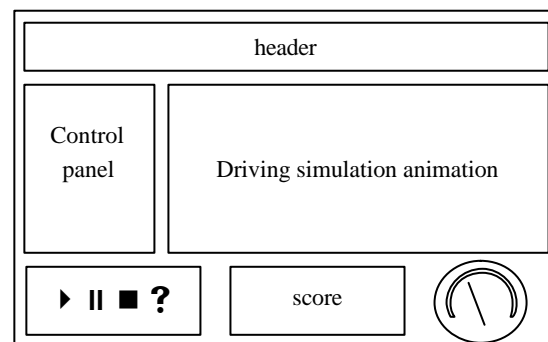 header
Control
panel
Driving simulation animation
?
score